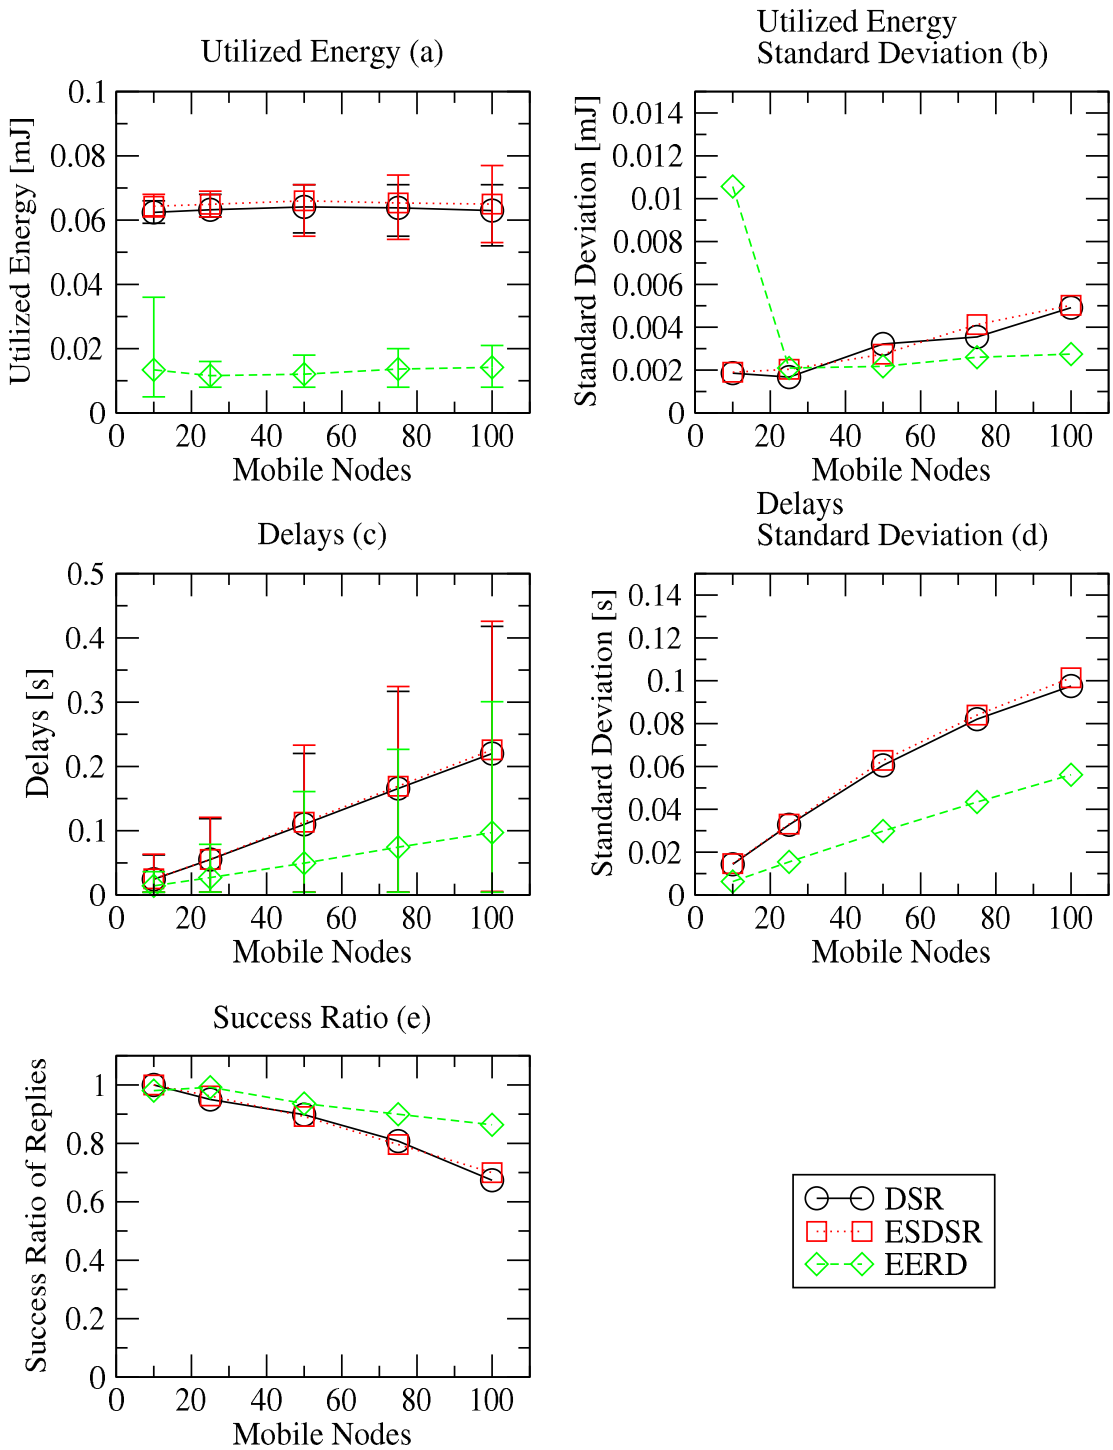 Utilized Energy (a)
0.1
0.08
0.06
0.04
0.02
0
Utilized Energy [mJ]
0 20 40 60 80 100
Mobile Nodes
Utilized Energy
Standard Deviation (b)
0.014
0.012
0.01
0.008
0.006
0.004
0.002
0
Standard Deviation [mJ]
0 20 40 60 80 100
Mobile Nodes
Delays (c)
0.5
0.4
0.3
0.2
0.1
0
Delays [s]
0 20 40 60 80 100
Mobile Nodes
Delays
Standard Deviation (d)
0.14
0.12
0.1
0.08
0.06
0.04
0.02
0
Standard Deviation [s]
0 20 40 60 80 100
Mobile Nodes
Success Ratio (e)
1
0.8
0.6
0.4
0.2
0
Success Ratio of Replies
0 20 40 60 80 100
Mobile Nodes
DSR
ESDSR
EERD